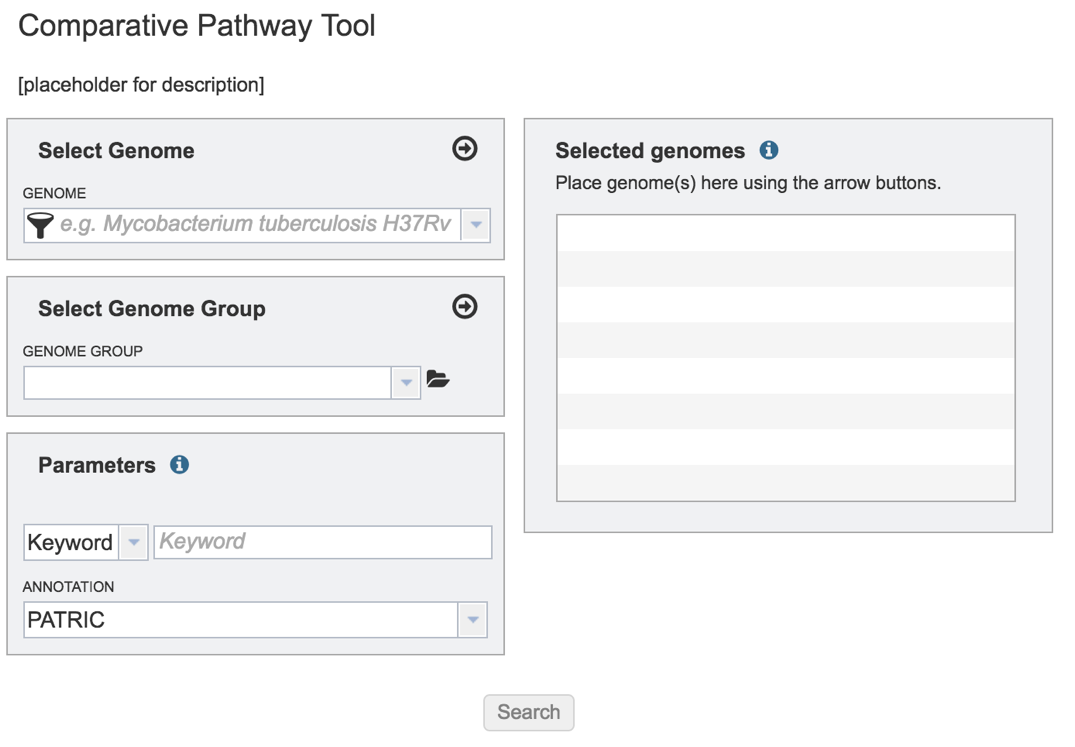 Comparative Pathway Tool
[placeholder for description]
Select Genome
GENOME
e.g. Mycobacterium tuberculosis H37Rv
Select Genome Group
GENOME GROUP
Parameters
Keyword Keyword
ANNOTATION
PATRIC
Selected genomes
Place genome(s) here using the arrow buttons.
Search